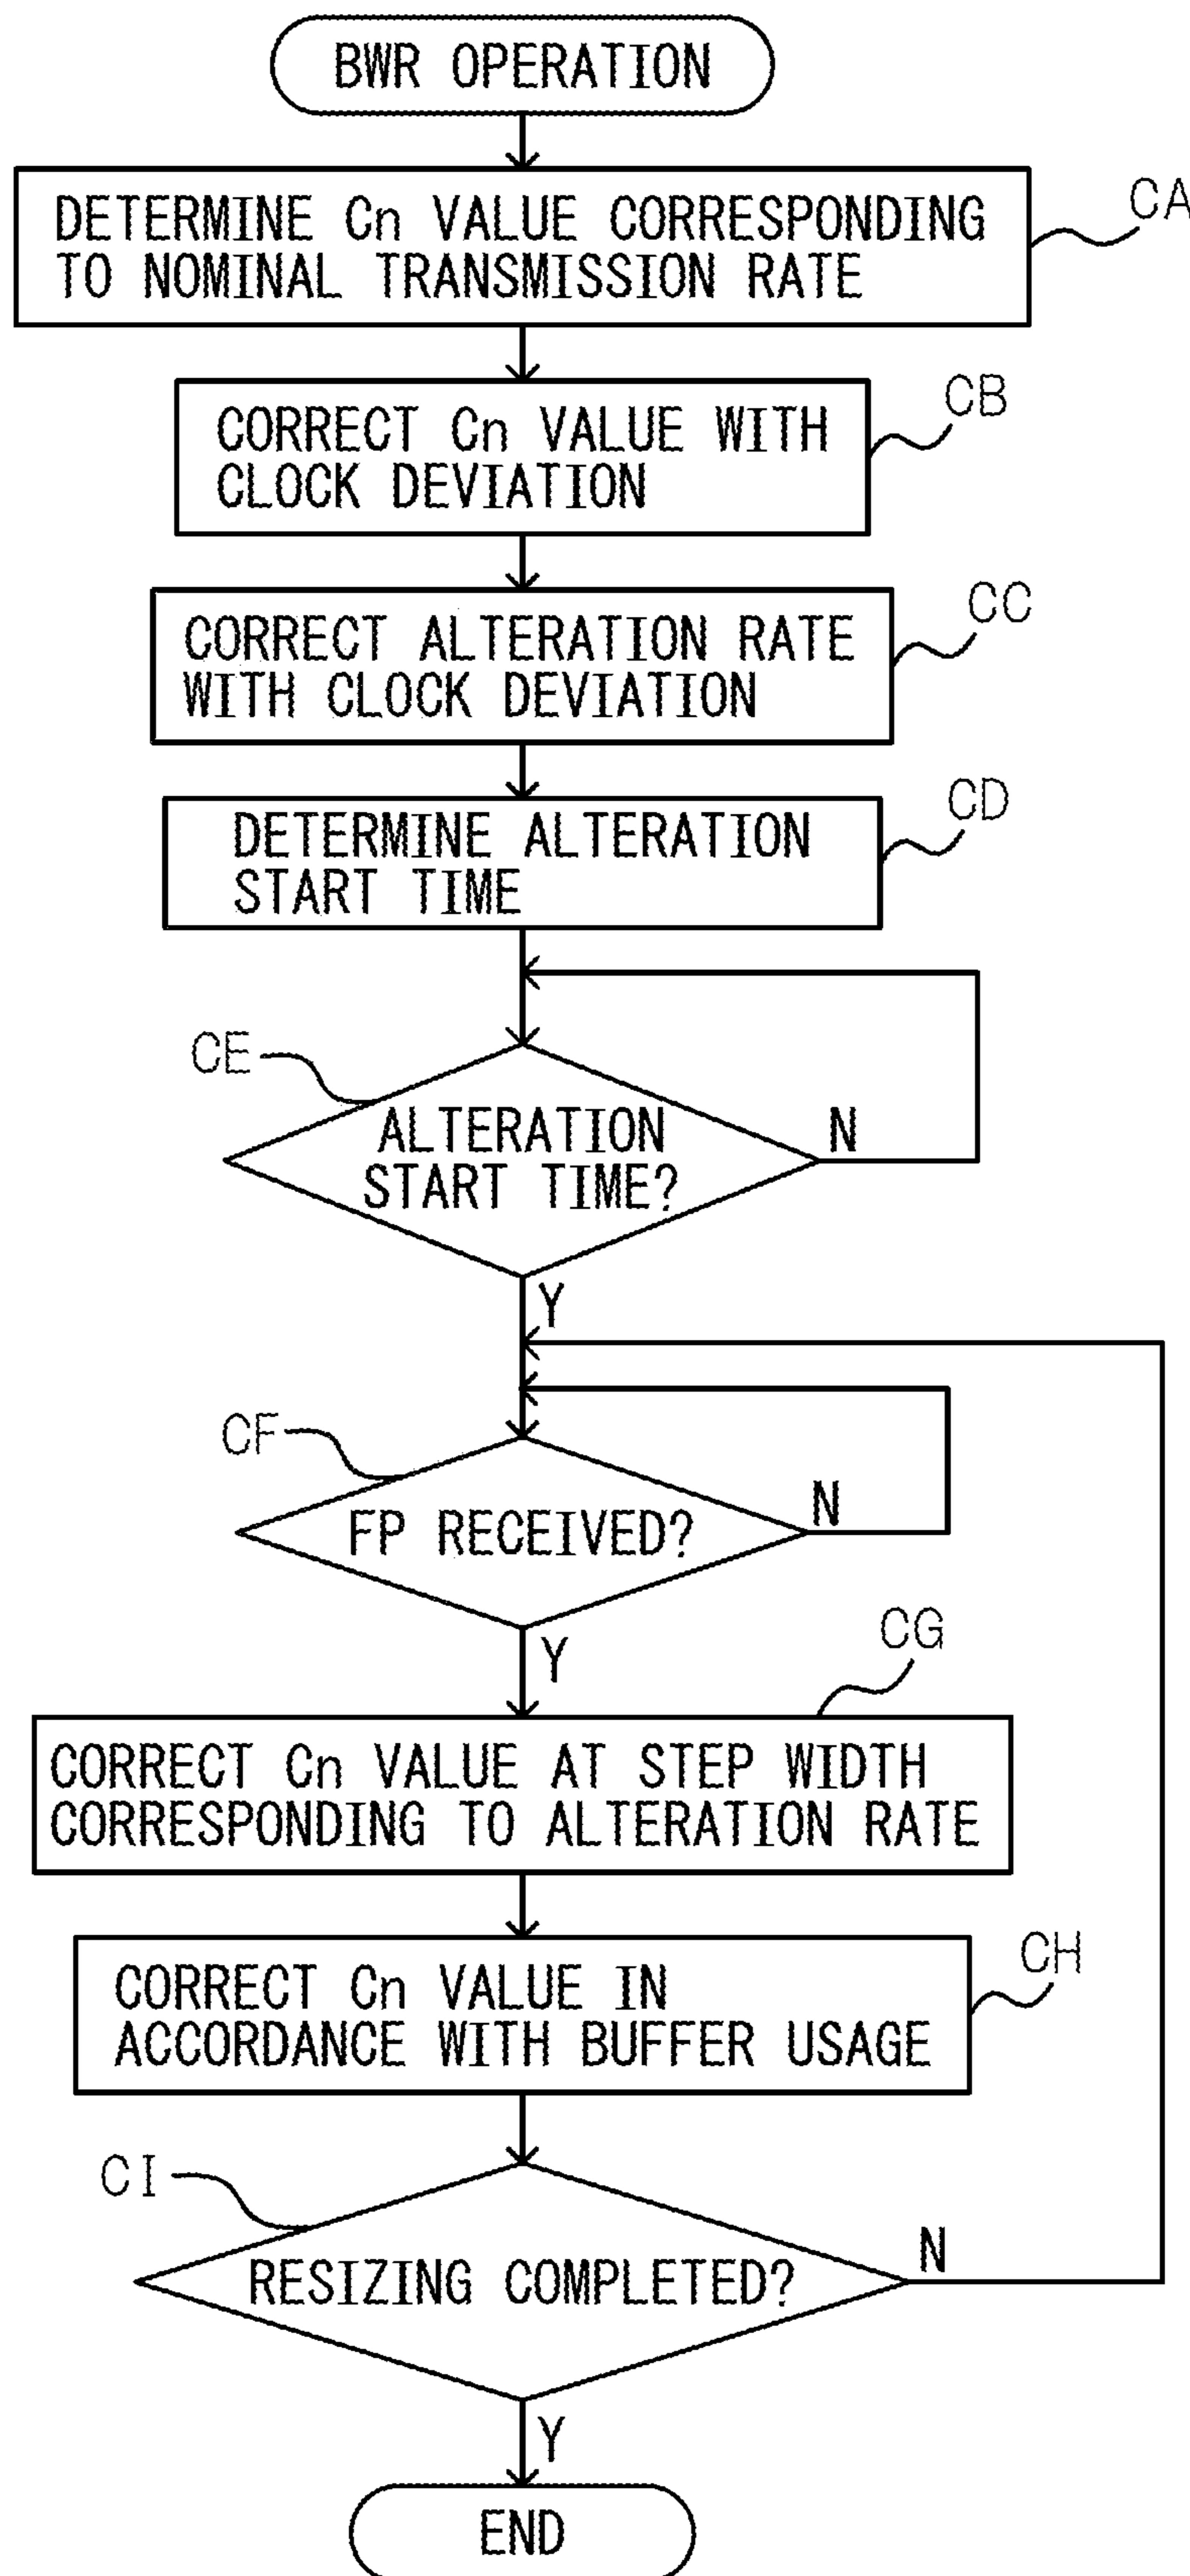 BWR OPERATION
DETERMINE Cn VALUE CORRESPONDING
TO NOMINAL TRANSMISSION RATE
CA
CORRECT Cn VALUE WITH
CLOCK DEVIATION
CB
CORRECT ALTERATION RATE
WITH CLOCK DEVIATION
CC
DETERMINE ALTERATION
START TIME
CD
CE
ALTERATION
START TIME?
N
Y
CF
FP RECEIVED?
N
Y
CG
CORRECT Cn VALUE AT STEP WIDTH
CORRESPONDING TO ALTERATION RATE
CORRECT Cn VALUE IN
ACCORDANCE WITH BUFFER USAGE
CH
CI
RESIZING COMPLETED?
N
Y
END